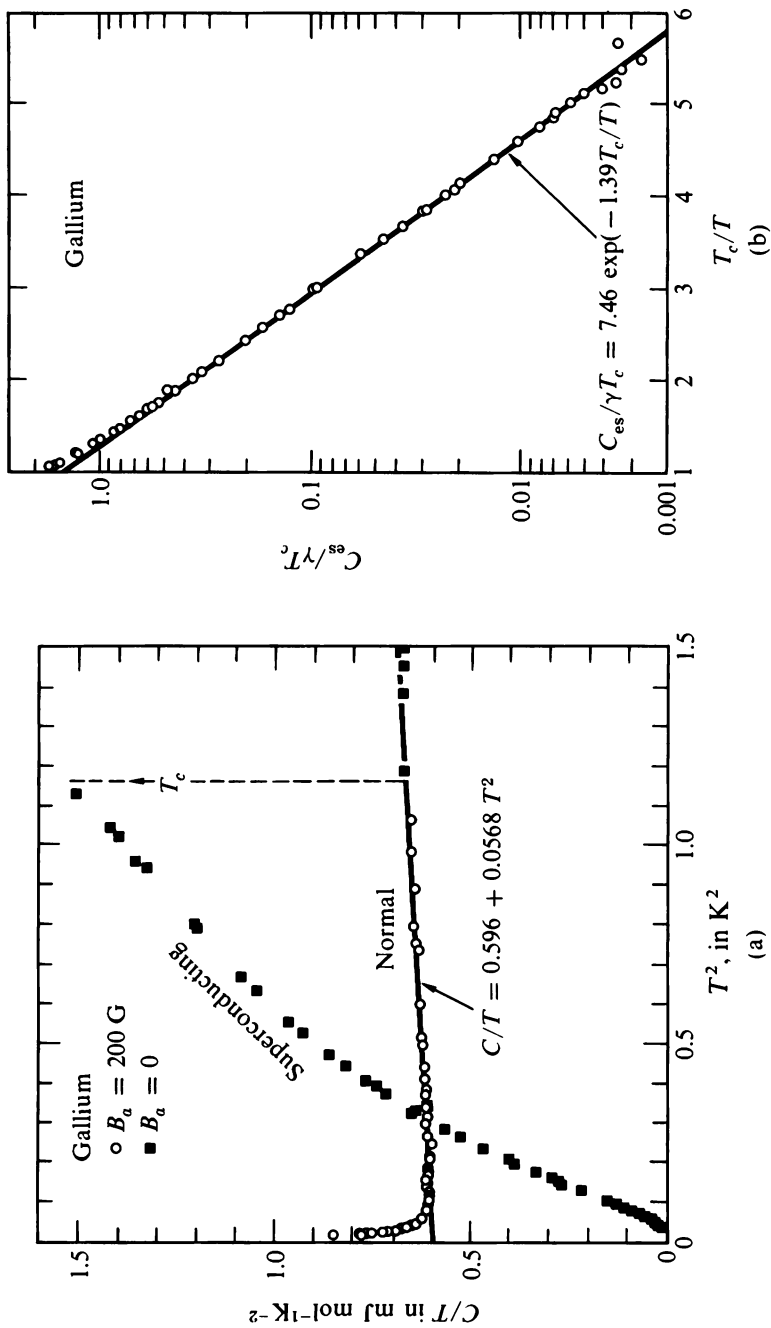 Gallium
○ B_a = 200 G
■ B_a = 0
Superconducting
T_c
Normal
C/T = 0.596 + 0.0568 T²
C/T in mJ mol⁻¹K⁻²
1.5
1.0
0.5
0
0
0.5
1.0
1.5
T², in K²
(a)
Gallium
C_es/γT_c
1.0
0.1
0.01
0.001
C_es/γT_c = 7.46 exp(− 1.39T_c/T)
1
2
3
4
5
6
T_c/T
(b)